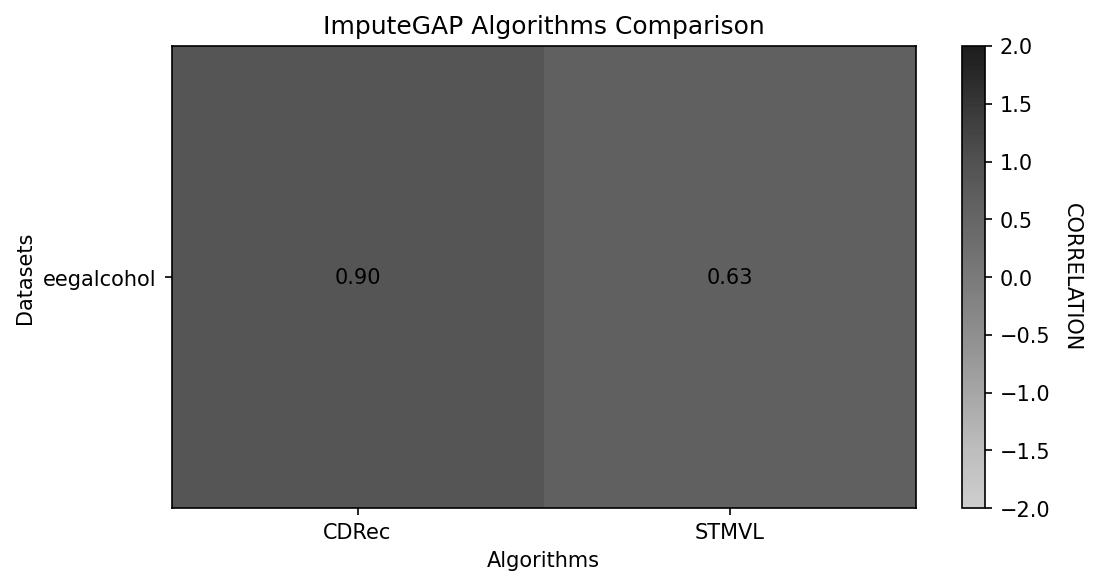 ImputeGAP Algorithms Comparison
Datasets
eegalcohol
0.90
0.63
CDRec
STMVL
Algorithms
2.0
1.5
1.0
0.5
0.0
−0.5
−1.0
−1.5
−2.0
CORRELATION